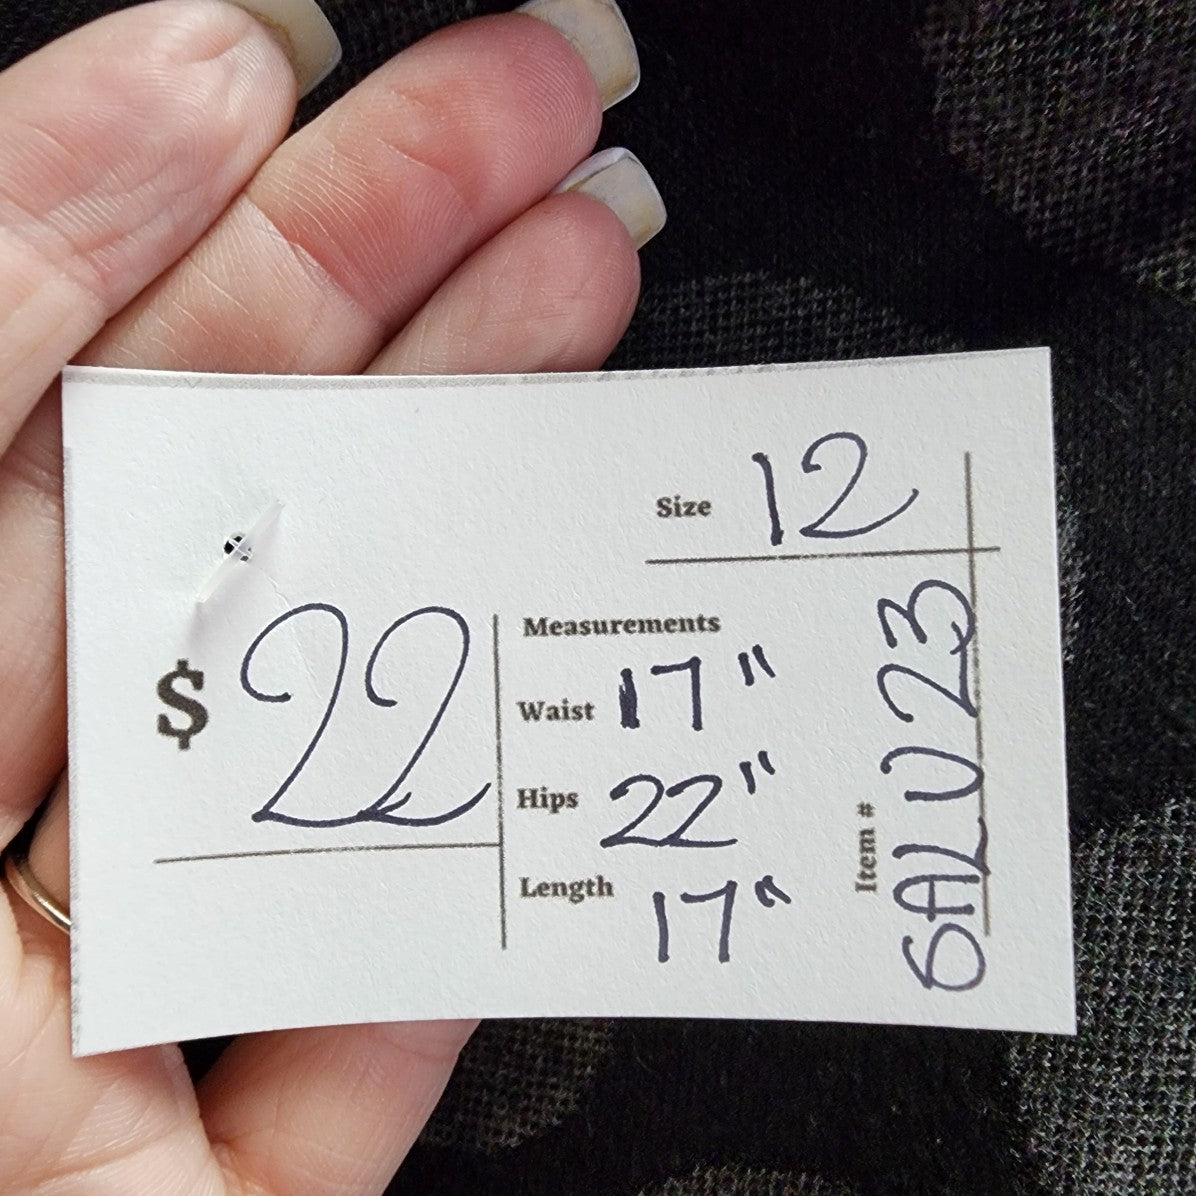 Size 12
$ 22
Measurements
Waist 17"
Hips 22"
Length 17"
Item # 6ALU23